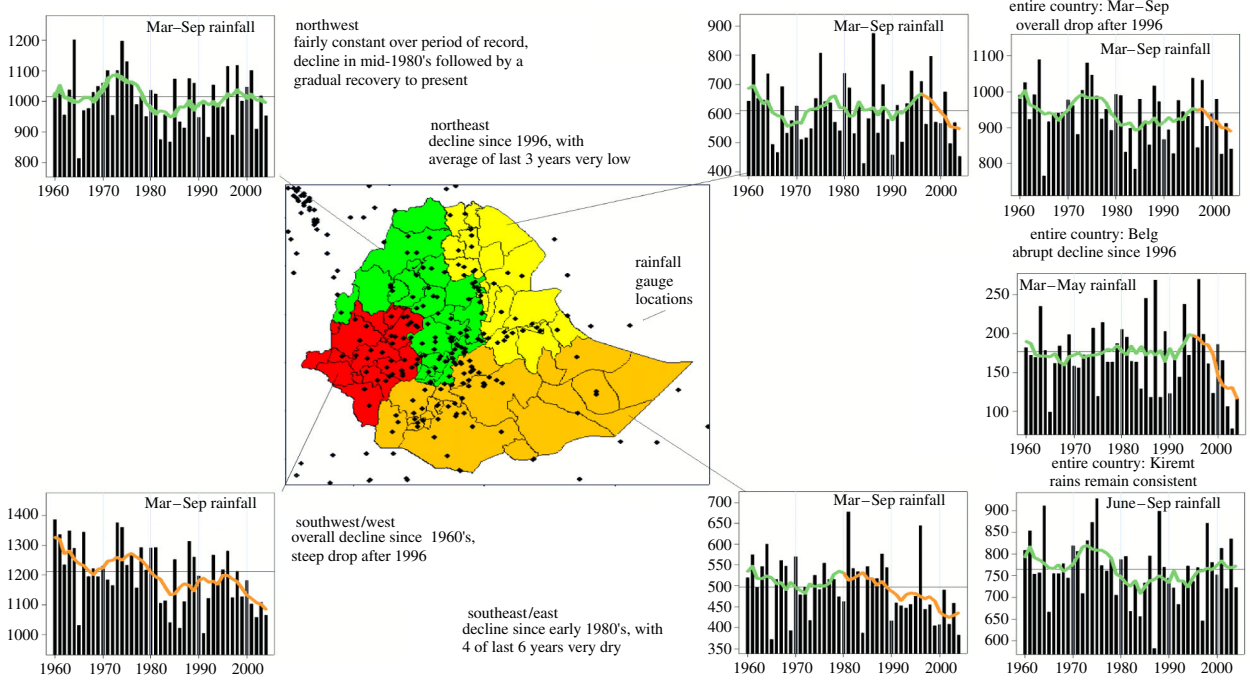 Mar–Sep rainfall
1200
1100
1000
900
800
1960 1970 1980 1990 2000
northwest
fairly constant over period of record,
decline in mid-1980's followed by a
gradual recovery to present
northeast
decline since 1996, with
average of last 3 years very low
Mar–Sep rainfall
900
800
700
600
500
400
1960 1970 1980 1990 2000
entire country: Mar–Sep
overall drop after 1996
Mar–Sep rainfall
1100
1000
900
800
1960 1970 1980 1990 2000
rainfall
gauge
locations
entire country: Belg
abrupt decline since 1996
Mar–May rainfall
250
200
150
100
1960 1970 1980 1990 2000
Mar–Sep rainfall
1400
1300
1200
1100
1000
1960 1970 1980 1990 2000
southwest/west
overall decline since 1960's,
steep drop after 1996
southeast/east
decline since early 1980's, with
4 of last 6 years very dry
Mar–Sep rainfall
700
650
600
550
500
450
400
350
1960 1970 1980 1990 2000
entire country: Kiremt
rains remain consistent
June–Sep rainfall
900
850
800
750
700
650
600
1960 1970 1980 1990 2000